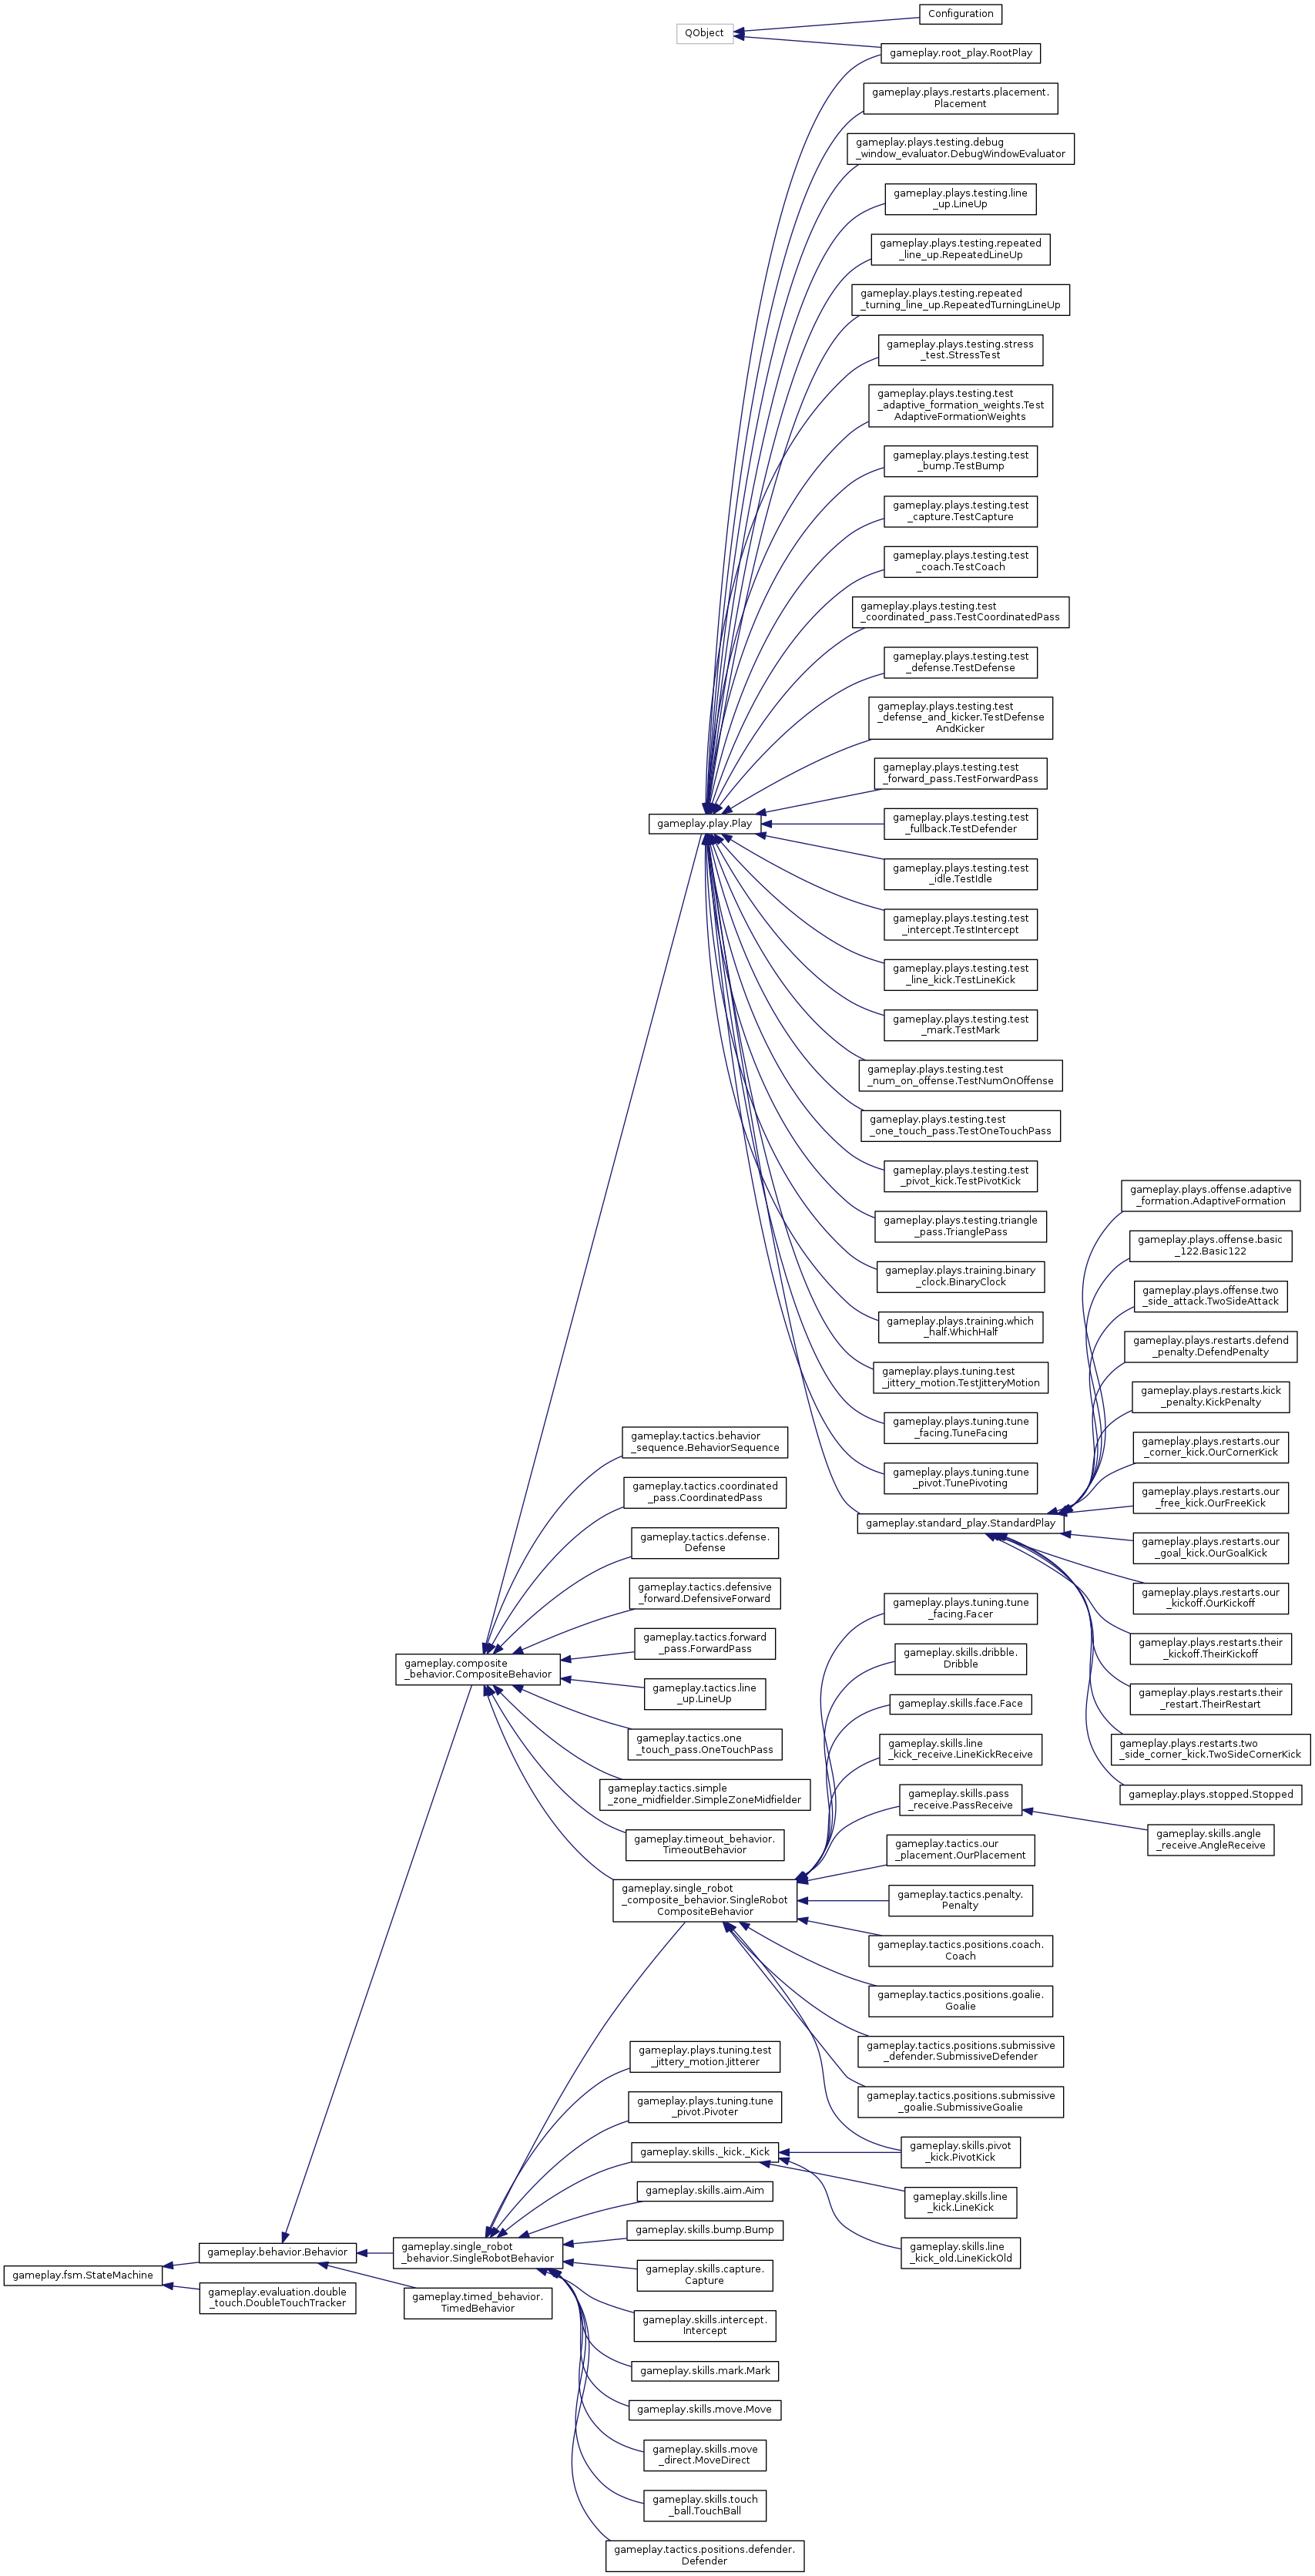 Configuration
QObject
gameplay.root_play.RootPlay
gameplay.plays.restarts.placement.
Placement
gameplay.plays.testing.debug
_window_evaluator.DebugWindowEvaluator
gameplay.plays.testing.line
_up.LineUp
gameplay.plays.testing.repeated
_line_up.RepeatedLineUp
gameplay.plays.testing.repeated
_turning_line_up.RepeatedTurningLineUp
gameplay.plays.testing.stress
_test.StressTest
gameplay.plays.testing.test
_adaptive_formation_weights.Test
AdaptiveFormationWeights
gameplay.plays.testing.test
_bump.TestBump
gameplay.plays.testing.test
_capture.TestCapture
gameplay.plays.testing.test
_coach.TestCoach
gameplay.plays.testing.test
_coordinated_pass.TestCoordinatedPass
gameplay.plays.testing.test
_defense.TestDefense
gameplay.plays.testing.test
_defense_and_kicker.TestDefense
AndKicker
gameplay.plays.testing.test
_forward_pass.TestForwardPass
gameplay.play.Play
gameplay.plays.testing.test
_fullback.TestDefender
gameplay.plays.testing.test
_idle.TestIdle
gameplay.plays.testing.test
_intercept.TestIntercept
gameplay.plays.testing.test
_line_kick.TestLineKick
gameplay.plays.testing.test
_mark.TestMark
gameplay.plays.testing.test
_num_on_offense.TestNumOnOffense
gameplay.plays.testing.test
_one_touch_pass.TestOneTouchPass
gameplay.plays.testing.test
_pivot_kick.TestPivotKick
gameplay.plays.testing.triangle
_pass.TrianglePass
gameplay.plays.training.binary
_clock.BinaryClock
gameplay.plays.training.which
_half.WhichHalf
gameplay.plays.tuning.test
_jittery_motion.TestJitteryMotion
gameplay.plays.tuning.tune
_facing.TuneFacing
gameplay.plays.tuning.tune
_pivot.TunePivoting
gameplay.standard_play.StandardPlay
gameplay.plays.offense.adaptive
_formation.AdaptiveFormation
gameplay.plays.offense.basic
_122.Basic122
gameplay.plays.offense.two
_side_attack.TwoSideAttack
gameplay.plays.restarts.defend
_penalty.DefendPenalty
gameplay.plays.restarts.kick
_penalty.KickPenalty
gameplay.plays.restarts.our
_corner_kick.OurCornerKick
gameplay.plays.restarts.our
_free_kick.OurFreeKick
gameplay.plays.restarts.our
_goal_kick.OurGoalKick
gameplay.plays.restarts.our
_kickoff.OurKickoff
gameplay.plays.restarts.their
_kickoff.TheirKickoff
gameplay.plays.restarts.their
_restart.TheirRestart
gameplay.plays.restarts.two
_side_corner_kick.TwoSideCornerKick
gameplay.plays.stopped.Stopped
gameplay.tactics.behavior
_sequence.BehaviorSequence
gameplay.tactics.coordinated
_pass.CoordinatedPass
gameplay.tactics.defense.
Defense
gameplay.tactics.defensive
_forward.DefensiveForward
gameplay.tactics.forward
_pass.ForwardPass
gameplay.composite
_behavior.CompositeBehavior
gameplay.tactics.line
_up.LineUp
gameplay.tactics.one
_touch_pass.OneTouchPass
gameplay.tactics.simple
_zone_midfielder.SimpleZoneMidfielder
gameplay.timeout_behavior.
TimeoutBehavior
gameplay.single_robot
_composite_behavior.SingleRobot
CompositeBehavior
gameplay.plays.tuning.tune
_facing.Facer
gameplay.skills.dribble.
Dribble
gameplay.skills.face.Face
gameplay.skills.line
_kick_receive.LineKickReceive
gameplay.skills.pass
_receive.PassReceive
gameplay.skills.angle
_receive.AngleReceive
gameplay.tactics.our
_placement.OurPlacement
gameplay.tactics.penalty.
Penalty
gameplay.tactics.positions.coach.
Coach
gameplay.tactics.positions.goalie.
Goalie
gameplay.tactics.positions.submissive
_defender.SubmissiveDefender
gameplay.tactics.positions.submissive
_goalie.SubmissiveGoalie
gameplay.plays.tuning.test
_jittery_motion.Jitterer
gameplay.plays.tuning.tune
_pivot.Pivoter
gameplay.skills._kick._Kick
gameplay.skills.pivot
_kick.PivotKick
gameplay.skills.line
_kick.LineKick
gameplay.skills.line
_kick_old.LineKickOld
gameplay.skills.aim.Aim
gameplay.skills.bump.Bump
gameplay.behavior.Behavior
gameplay.single_robot
_behavior.SingleRobotBehavior
gameplay.skills.capture.
Capture
gameplay.fsm.StateMachine
gameplay.evaluation.double
_touch.DoubleTouchTracker
gameplay.timed_behavior.
TimedBehavior
gameplay.skills.intercept.
Intercept
gameplay.skills.mark.Mark
gameplay.skills.move.Move
gameplay.skills.move
_direct.MoveDirect
gameplay.skills.touch
_ball.TouchBall
gameplay.tactics.positions.defender.
Defender